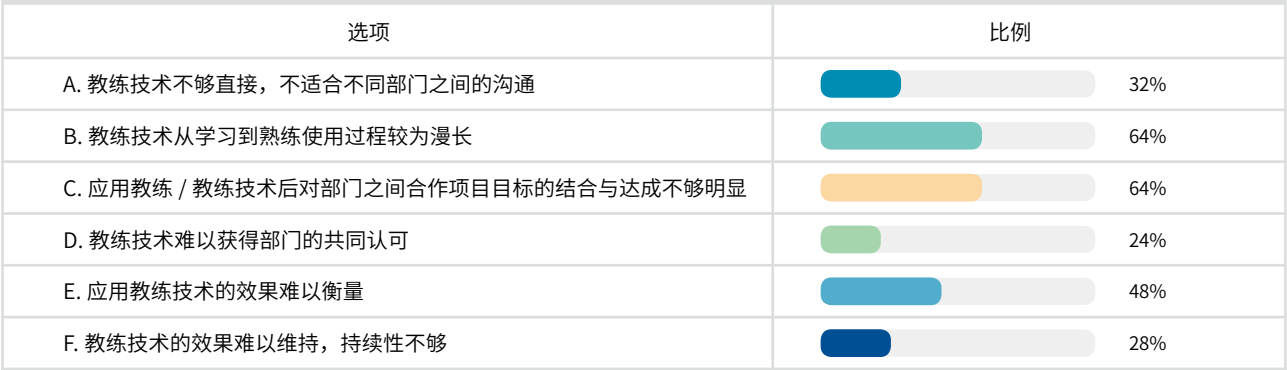 选项 比例
A. 教练技术不够直接，不适合不同部门之间的沟通 32%
B. 教练技术从学习到熟练使用过程较为漫长 64%
C. 应用教练 / 教练技术后对部门之间合作项目目标的结合与达成不够明显 64%
D. 教练技术难以获得部门的共同认可 24%
E. 应用教练技术的效果难以衡量 48%
F. 教练技术的效果难以维持，持续性不够 28%